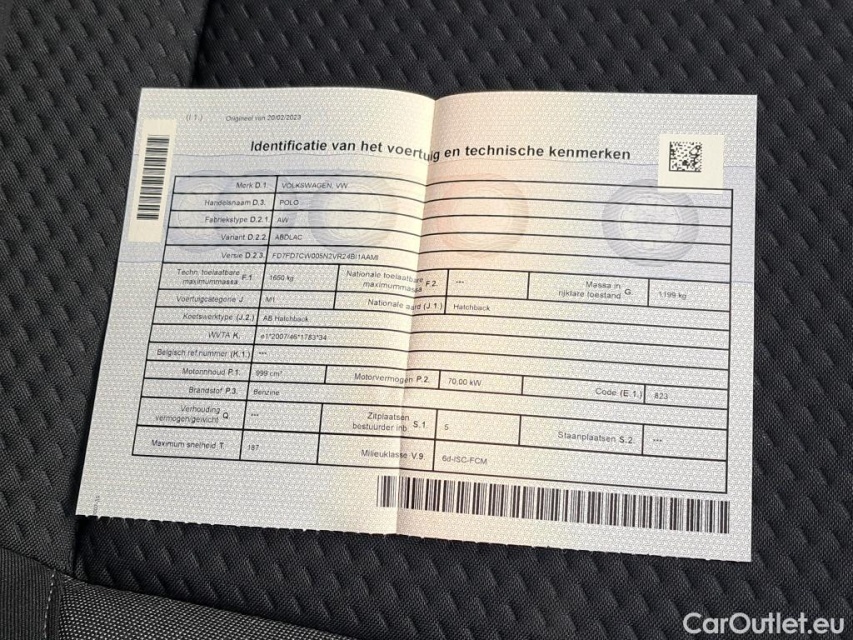 (I 1.) Origineel van 20/02/2023
Identificatie van het voertuig en technische kenmerken
Merk D.1. VOLKSWAGEN, VW
Handelsnaam D.3. POLO
Fabriekstype D.2.1. AW
Variant D.2.2. ABDLAC
Versie D.2.3. FD7FD7CW005N2VR24B/1AAMI
Techn. toelaatbare maximummassa F.1. 1650 kg Nationale toelaatbare maximummassa F.2. --- Massa in rijklare toestand G. 1199 kg
Voertuigcategorie J. M1 Nationale aard (J.1.) Hatchback
Koetswerktype (J.2.) AB Hatchback
WVTA K. e1*2007/46*1783*34
Belgisch ref.nummer (K.1.) ---
Motorinhoud P.1. 999 cm³ Motorvermogen P.2. 70,00 kW Code (E.1.) 823
Brandstof P.3. Benzine
Verhouding vermogen/gewicht Q. --- Zitplaatsen bestuurder inb. S.1. 5 Staanplaatsen S.2. ---
Maximum snelheid T. 187 Milieuklasse V.9. 6d-ISC-FCM
CarOutlet.eu